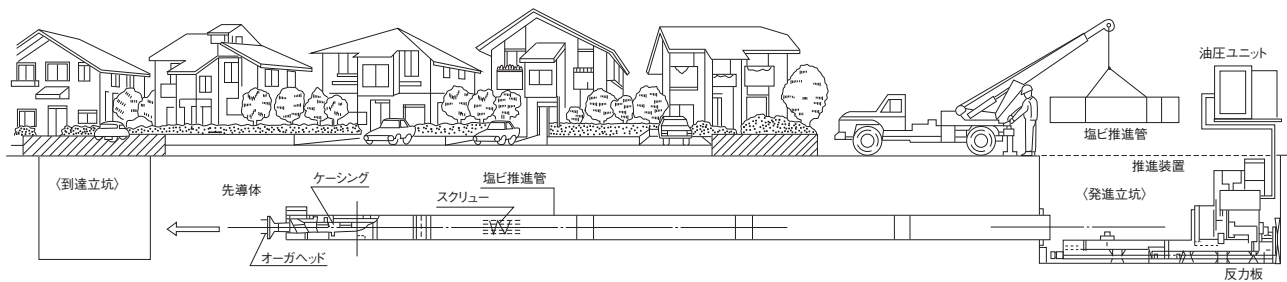 油圧ユニット
塩ビ推進管
推進装置
〈到達立坑〉
先導体
ケーシング
スクリュー
塩ビ推進管
〈発進立坑〉
オーガヘッド
反力板